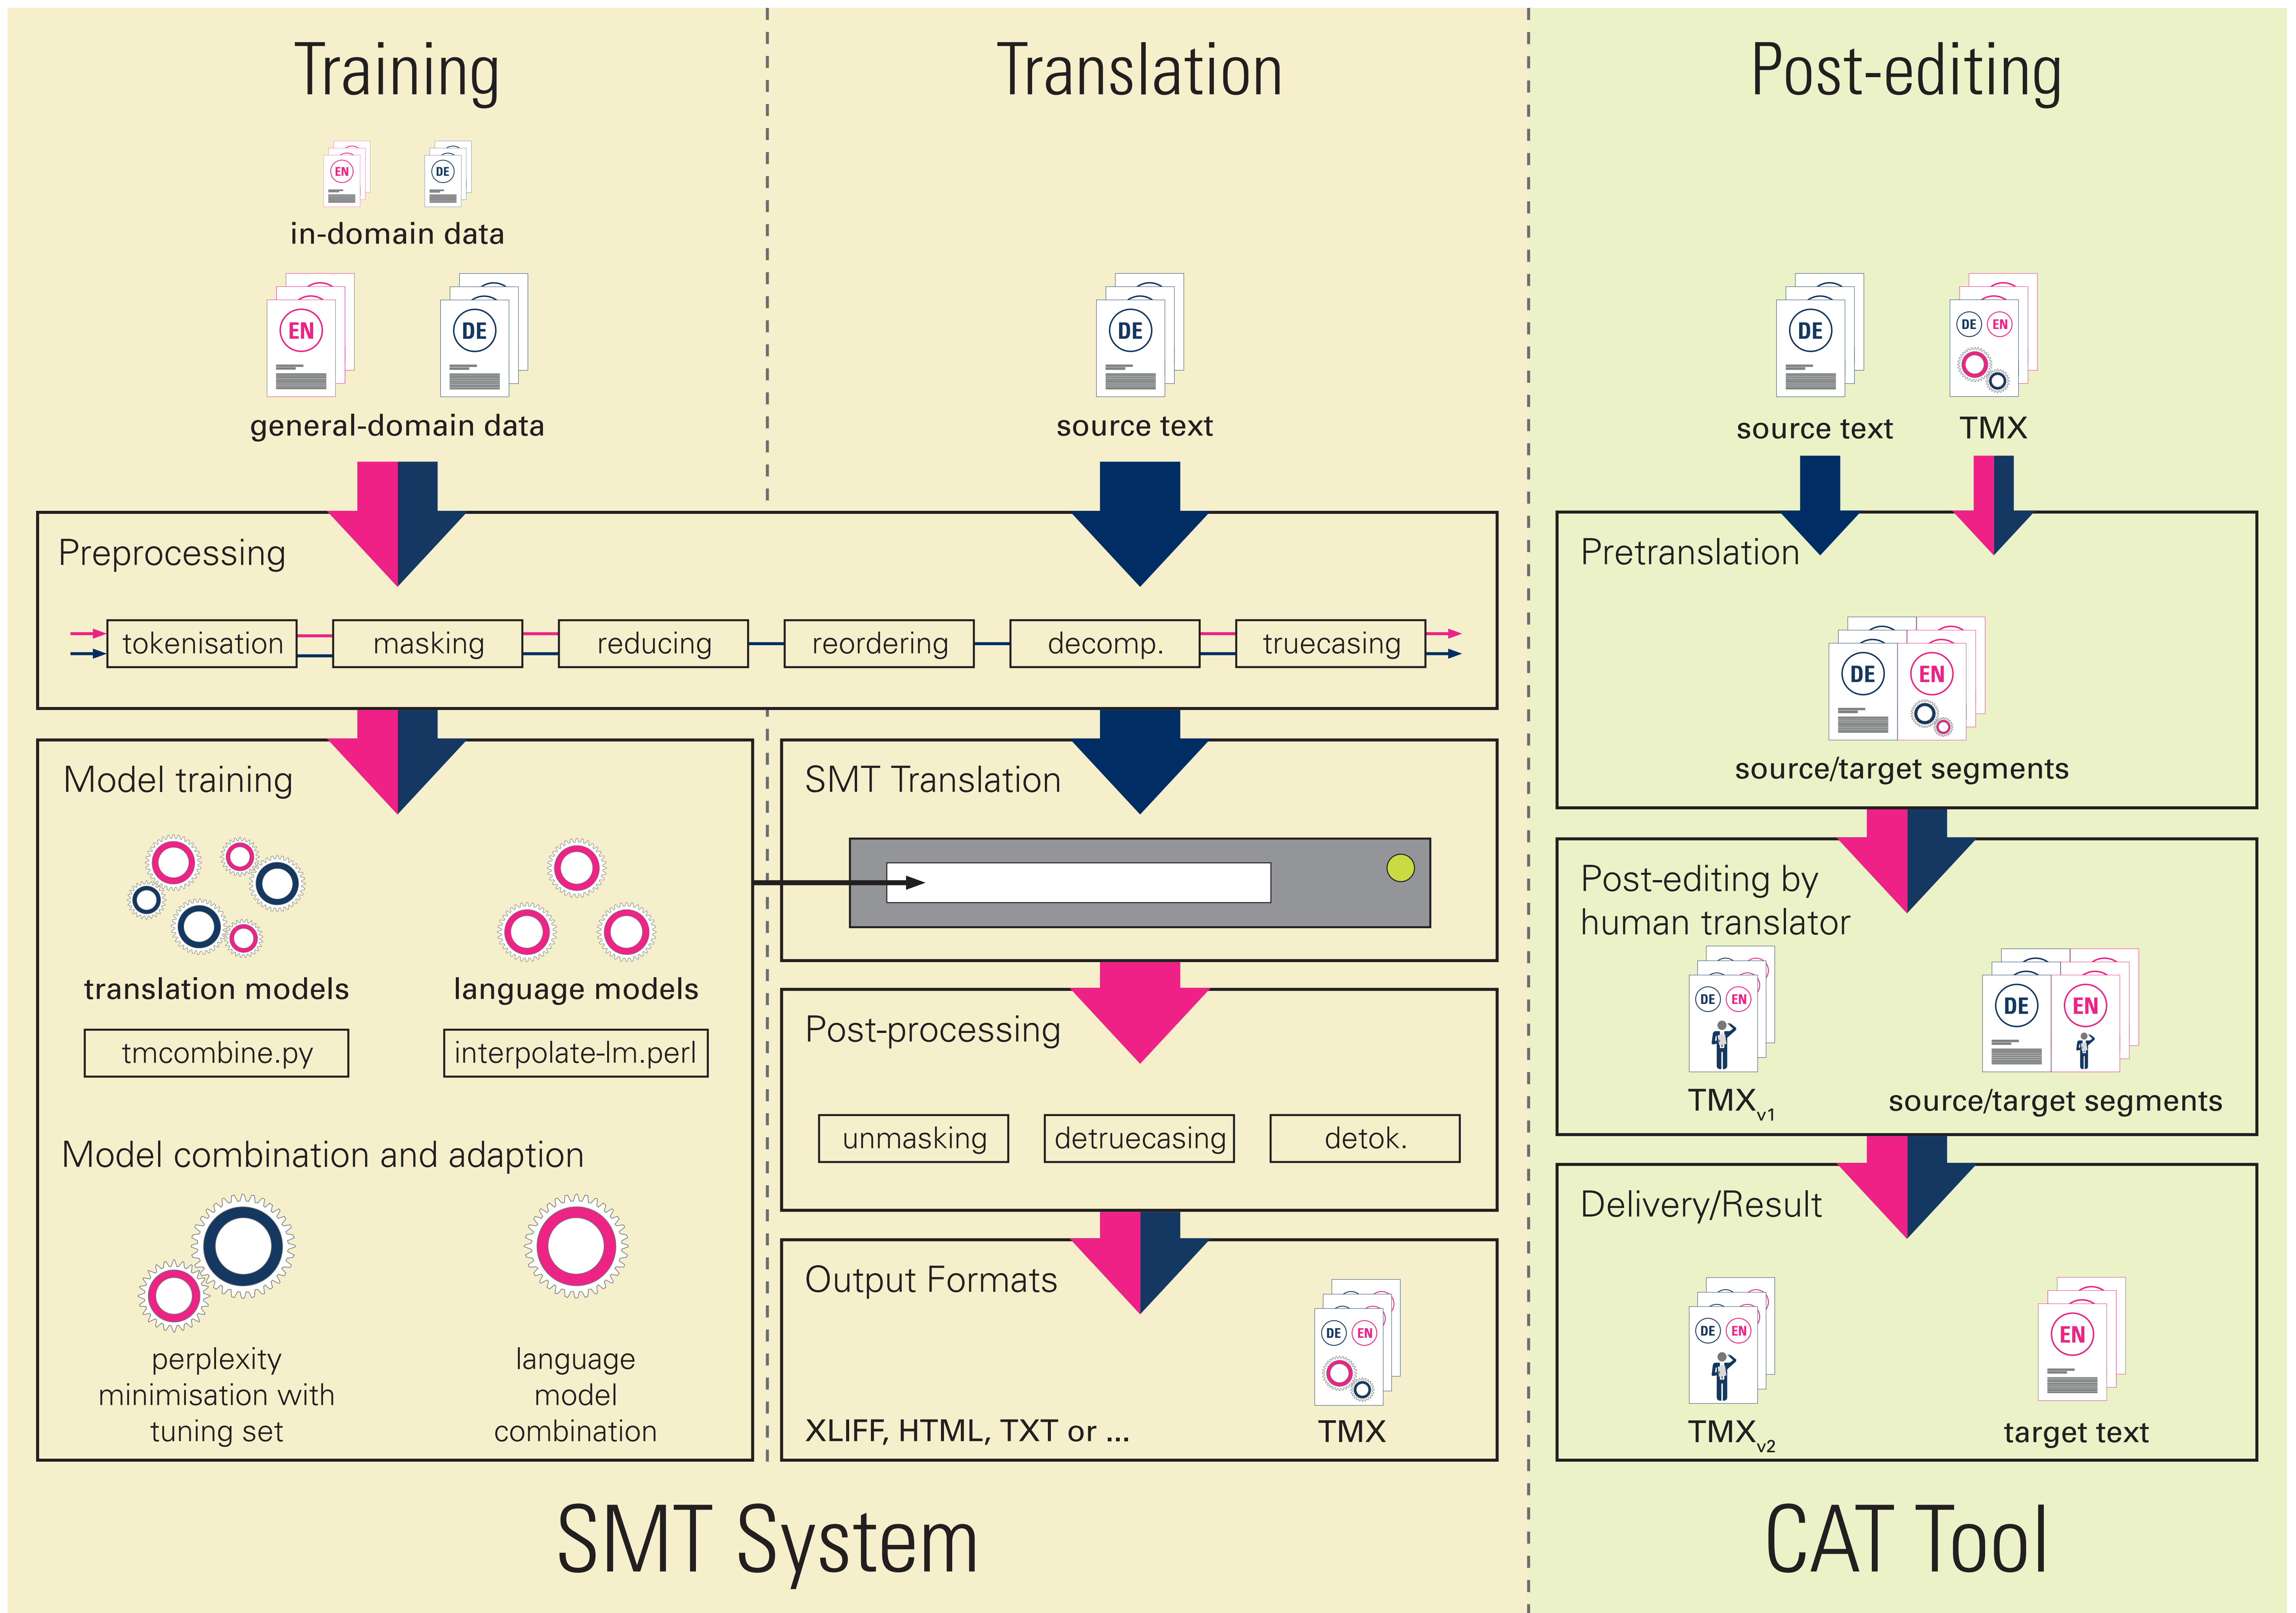 Training
EN
DE
in-domain data
EN
DE
general-domain data
Translation
DE
source text
Preprocessing
tokenisation
masking
reducing
reordering
decomp.
truecasing
Model training
translation models
language models
tmcombine.py
interpolate-lm.perl
Model combination and adaption
perplexity
minimisation with
tuning set
language
model
combination
SMT Translation
Post-processing
unmasking
detruecasing
detok.
Output Formats
DE EN
XLIFF, HTML, TXT or ...
TMX
SMT System
Post-editing
DE
DE EN
source text
TMX
Pretranslation
DE
EN
source/target segments
Post-editing by
human translator
DE EN
DE
EN
TMXv1
source/target segments
Delivery/Result
DE EN
EN
TMXv2
target text
CAT Tool